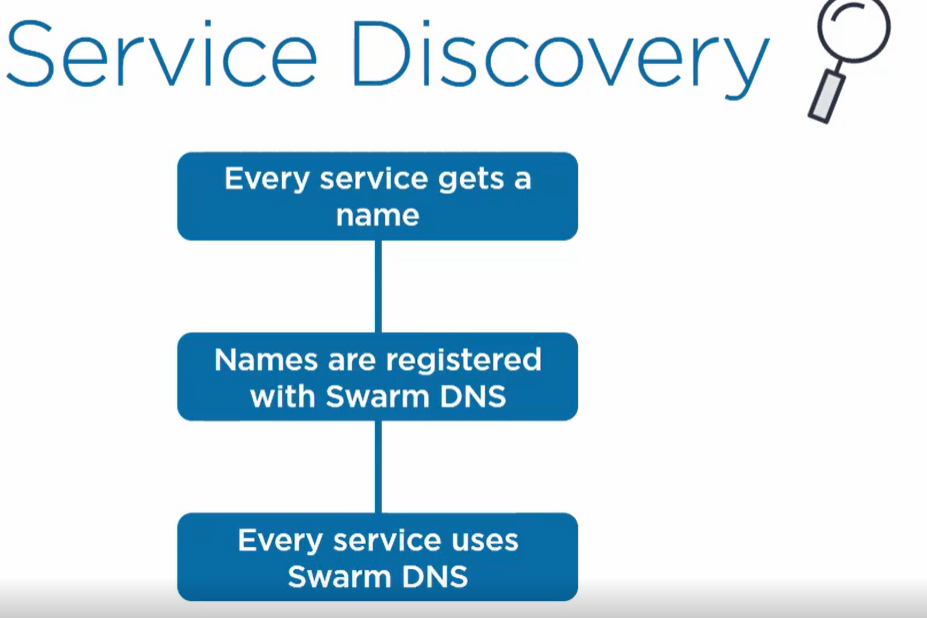 Service Discovery
Every service gets a
name
Names are registered
with Swarm DNS
Every service uses
Swarm DNS